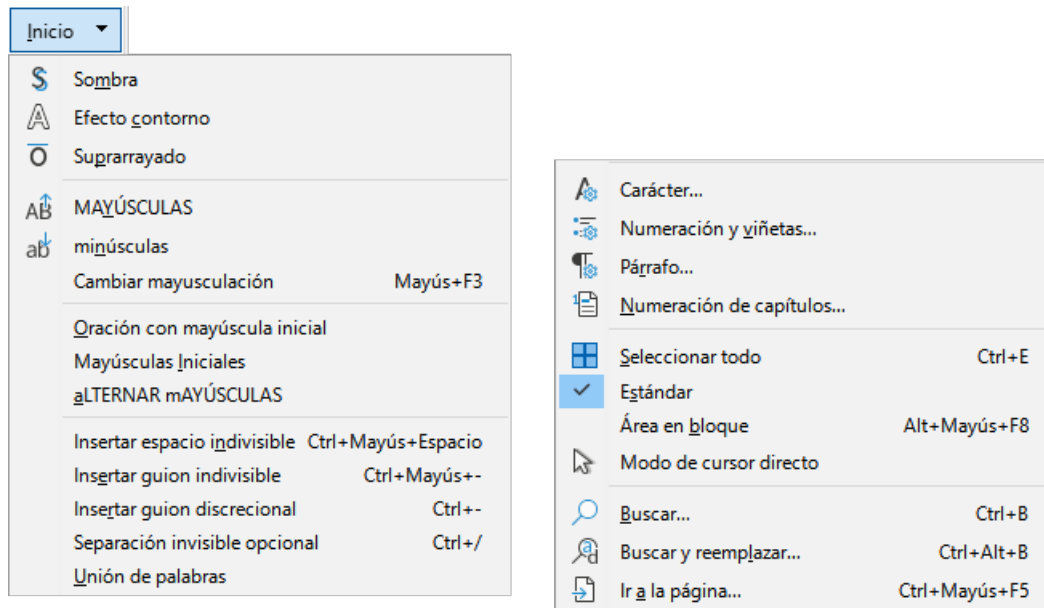 Inicio
Sombra
Efecto contorno
Suprarrayado
MAYÚSCULAS
minúsculas
Cambiar mayusculación Mayús+F3
Oración con mayúscula inicial
Mayúsculas Iniciales
aLTERNAR mAYÚSCULAS
Insertar espacio indivisible Ctrl+Mayús+Espacio
Insertar guion indivisible Ctrl+Mayús+-
Insertar guion discrecional Ctrl+-
Separación invisible opcional Ctrl+/
Unión de palabras
Carácter...
Numeración y viñetas...
Párrafo...
Numeración de capítulos...
Seleccionar todo Ctrl+E
Estándar
Área en bloque Alt+Mayús+F8
Modo de cursor directo
Buscar... Ctrl+B
Buscar y reemplazar... Ctrl+Alt+B
Ir a la página... Ctrl+Mayús+F5